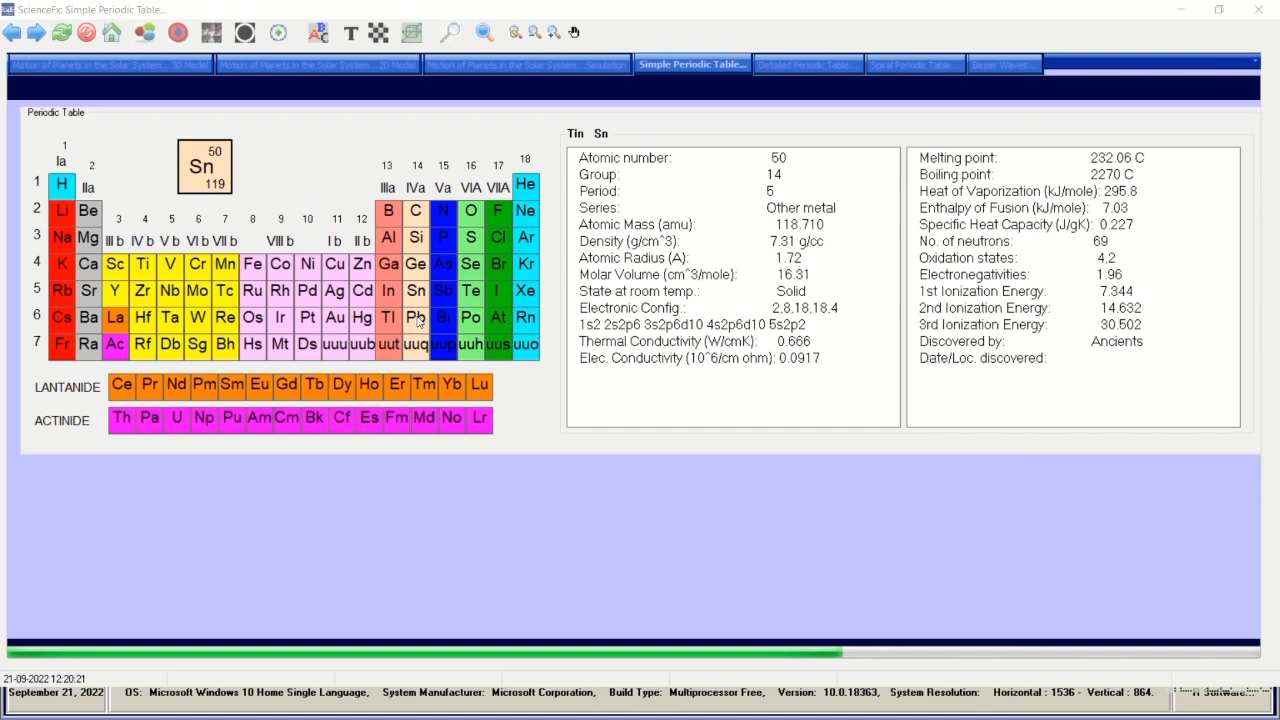 ScienceFx: Simple Periodic Table...
Motion of Planets in the Solar System... 3D Model
Motion of Planets in the Solar System... 2D Model
Motion of Planets in the Solar System...Simulation
Simple Periodic Table...
Detailed Periodic Table...
Spiral Periodic Table...
Bezier Waves...
Periodic Table
50
Sn
119
1 18
Ia 2 13 14 15 16 17
IIa IIIa IVa Va VIA VIIA
1 H He
2 Li Be B C N O F Ne
3 4 5 6 7 8 9 10 11 12
3 Na Mg III b IV b V b VI b VII b VIII b I b II b Al Si P S Cl Ar
4 K Ca Sc Ti V Cr Mn Fe Co Ni Cu Zn Ga Ge As Se Br Kr
5 Rb Sr Y Zr Nb Mo Tc Ru Rh Pd Ag Cd In Sn Sb Te I Xe
6 Cs Ba La Hf Ta W Re Os Ir Pt Au Hg Tl Pb Bi Po At Rn
7 Fr Ra Ac Rf Db Sg Bh Hs Mt Ds uuu uub uut uuq uup uuh uus uuo
LANTANIDE Ce Pr Nd Pm Sm Eu Gd Tb Dy Ho Er Tm Yb Lu
ACTINIDE Th Pa U Np Pu Am Cm Bk Cf Es Fm Md No Lr
Tin Sn
Atomic number: 50
Group: 14
Period: 5
Series: Other metal
Atomic Mass (amu): 118.710
Density (g/cm^3): 7.31 g/cc
Atomic Radius (A): 1.72
Molar Volume (cm^3/mole): 16.31
State at room temp.: Solid
Electronic Config.: 2,8,18,18,4
1s2 2s2p6 3s2p6d10 4s2p6d10 5s2p2
Thermal Conductivity (W/cmK): 0.666
Elec. Conductivity (10^6/cm ohm): 0.0917
Melting point: 232.06 C
Boiling point: 2270 C
Heat of Vaporization (kJ/mole): 295.8
Enthalpy of Fusion (kJ/mole): 7.03
Specific Heat Capacity (J/gK): 0.227
No. of neutrons: 69
Oxidation states: 4.2
Electronegativities: 1.96
1st Ionization Energy: 7.344
2nd Ionization Energy: 14.632
3rd Ionization Energy: 30.502
Discovered by: Ancients
Date/Loc. discovered:
21-09-2022 12:20:21
September 21, 2022 OS: Microsoft Windows 10 Home Single Language, System Manufacturer: Microsoft Corporation, Build Type: Multiprocessor Free, Version: 10.0.18363, System Resolution: Horizontal : 1536 - Vertical : 864.